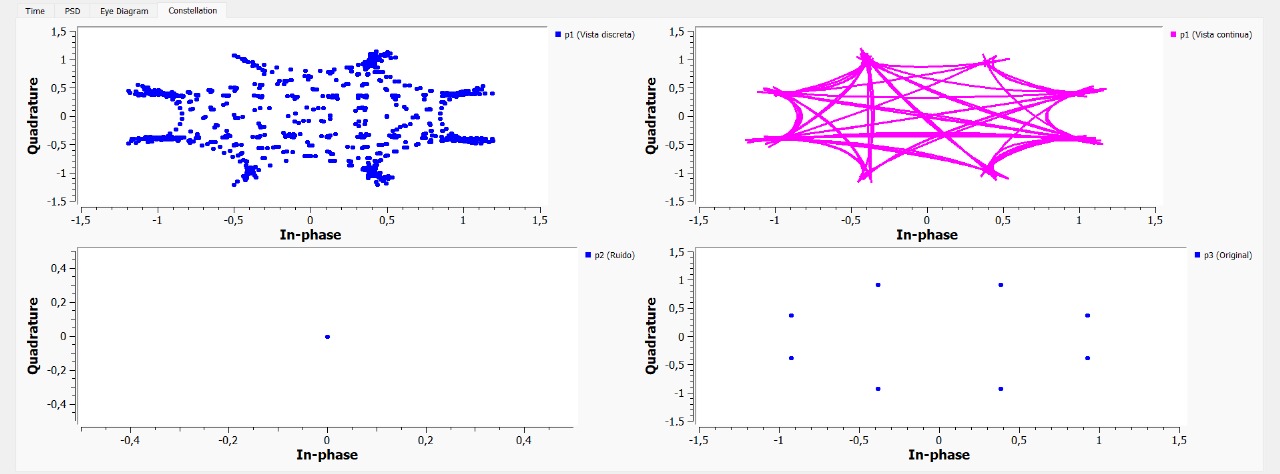 Time PSD Eye Diagram Constellation
1,5
1
0,5
0
-0,5
-1
-1.5
Quadrature
-1,5 -1 -0,5 0 0,5 1 1,5
In-phase
p1 (Vista discreta)
1,5
1
0,5
0
-0,5
-1
-1.5
Quadrature
-1,5 -1 -0,5 0 0,5 1 1,5
In-phase
p1 (Vista continua)
0,4
0,2
0
-0,2
-0,4
Quadrature
-0,4 -0,2 0 0,2 0,4
In-phase
p2 (Ruido)
1,5
1
0,5
0
-0,5
-1
-1.5
Quadrature
-1,5 -1 -0,5 0 0,5 1 1,5
In-phase
p3 (Original)